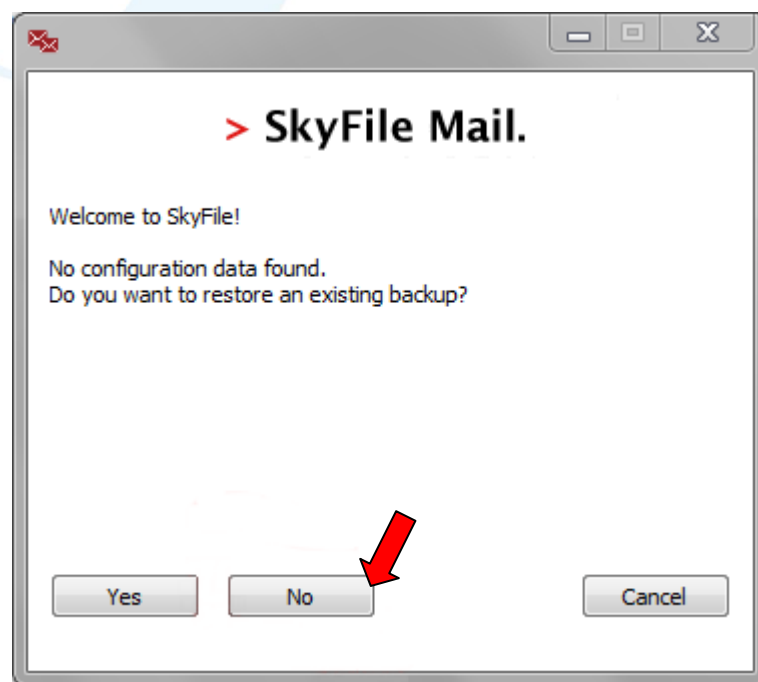 > SkyFile Mail.
Welcome to SkyFile!
No configuration data found.
Do you want to restore an existing backup?
Yes No Cancel